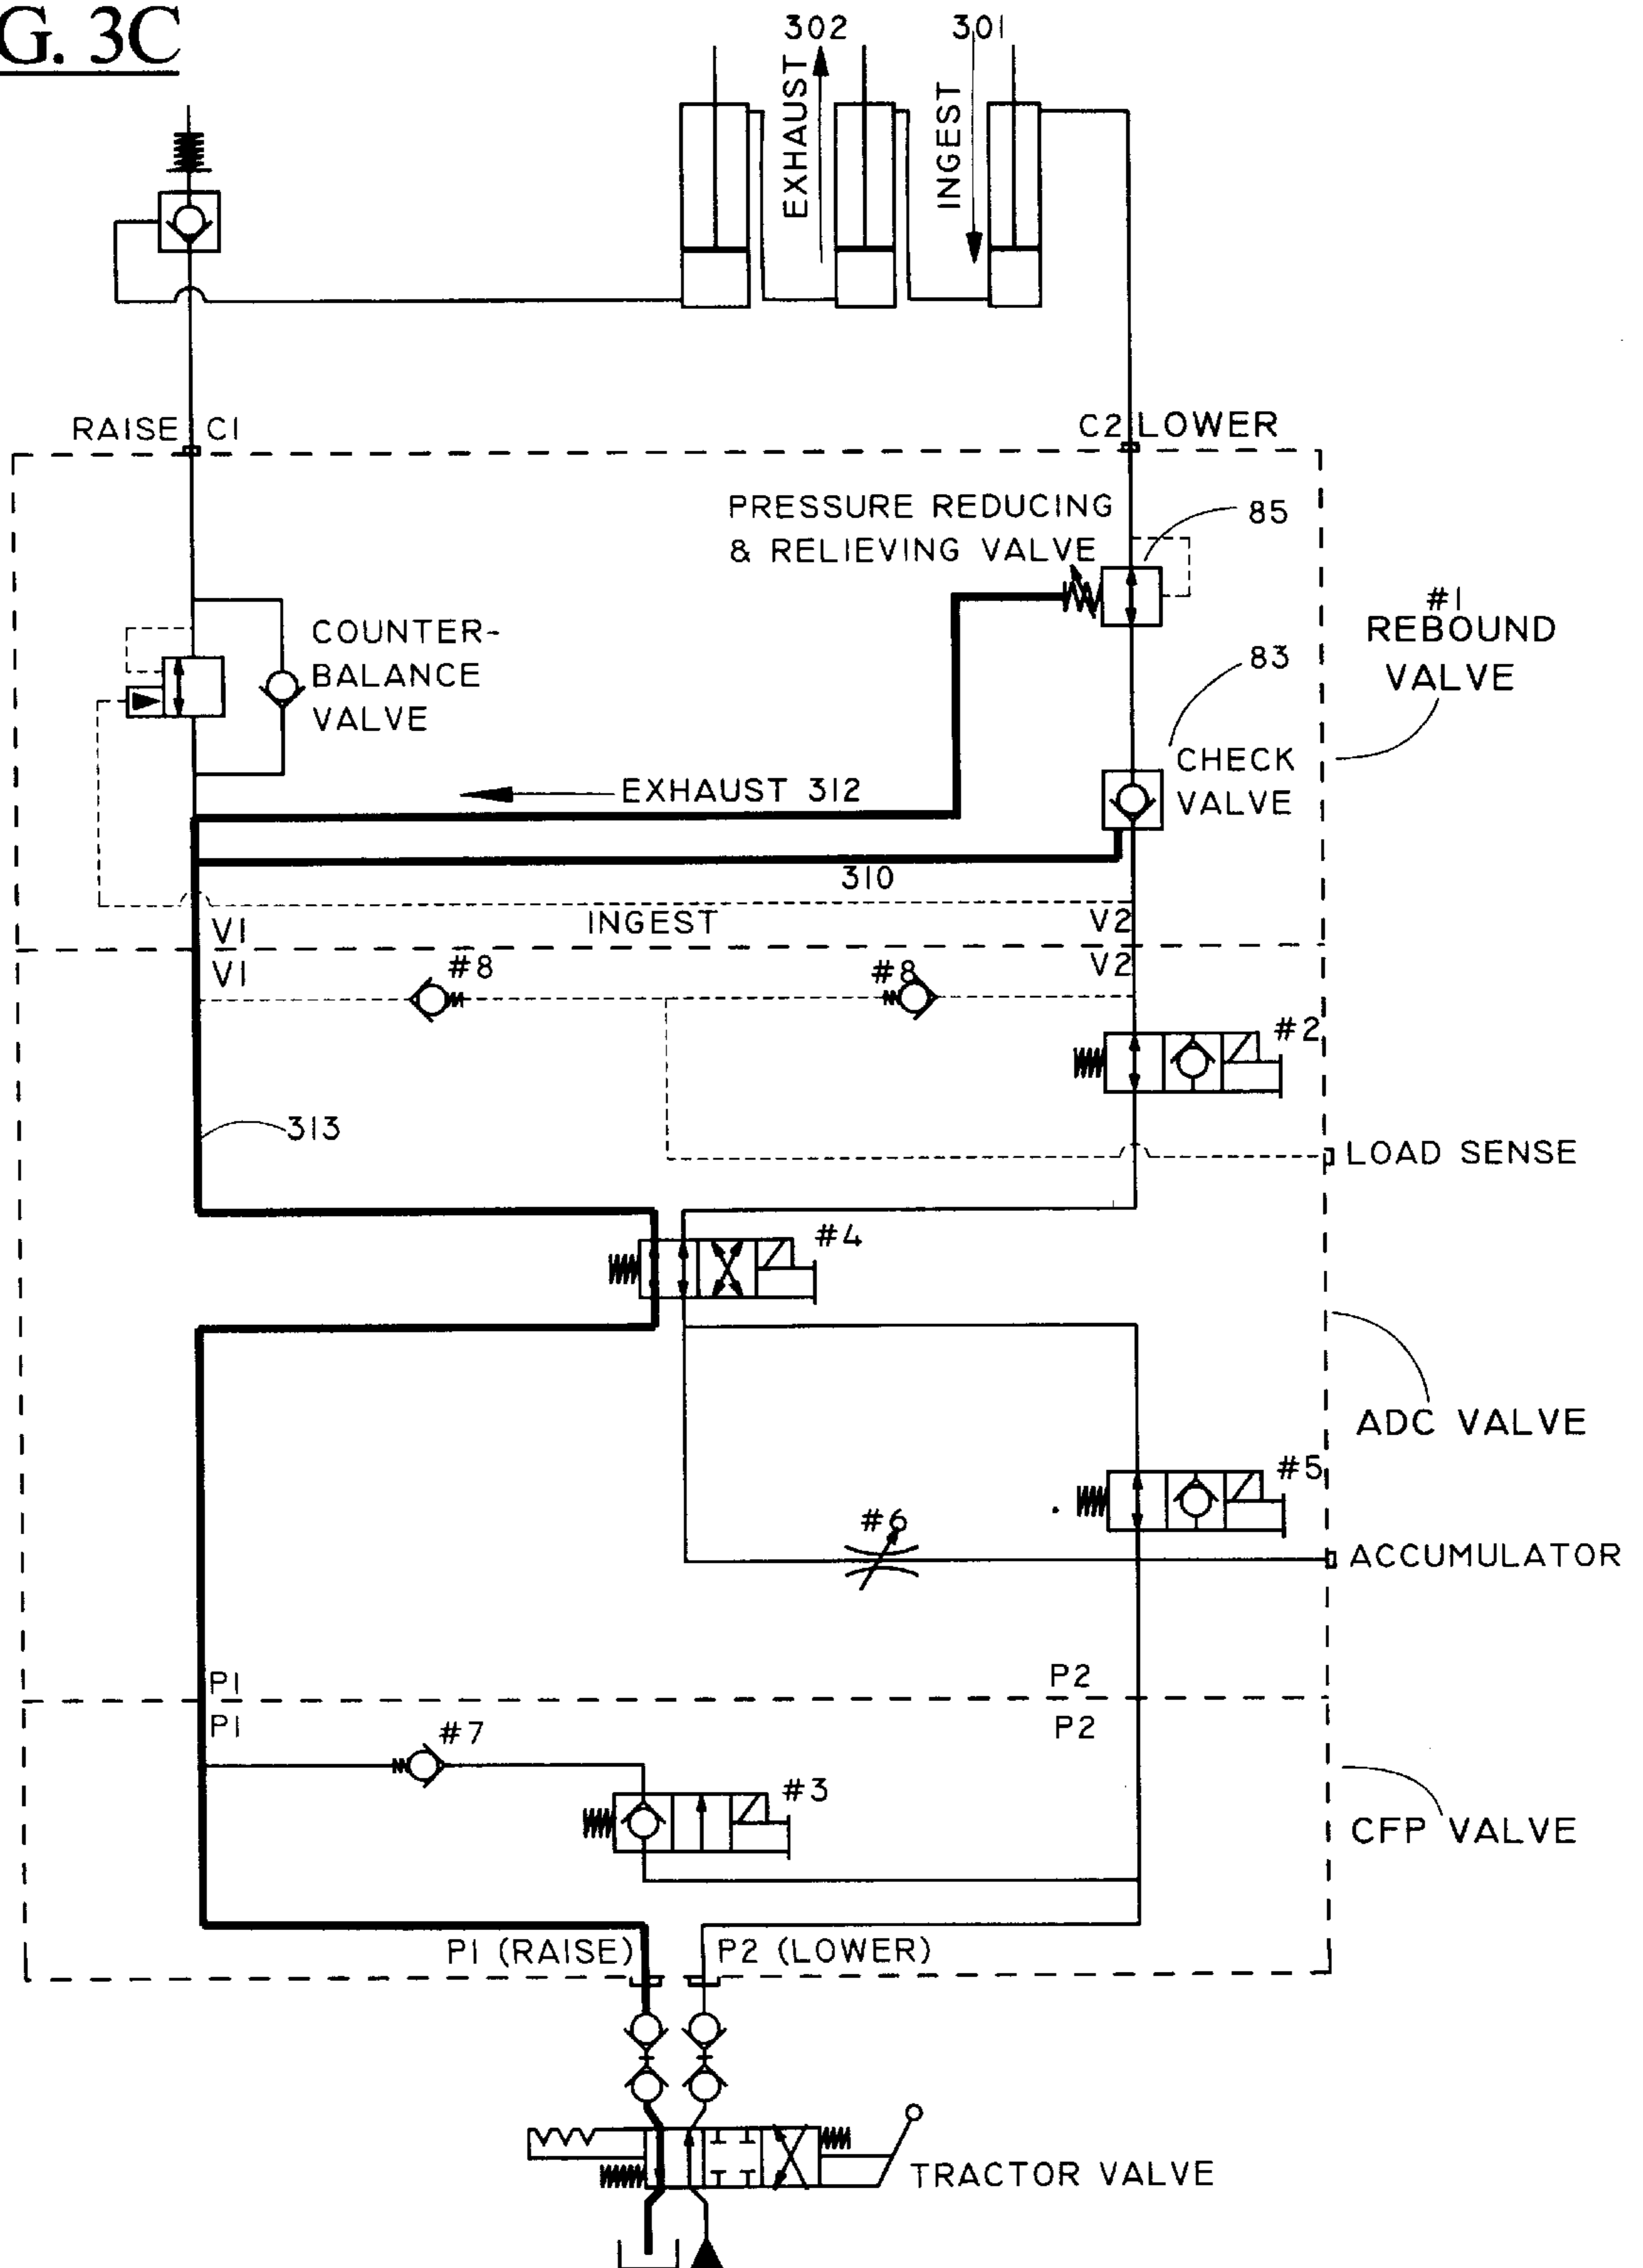 G. 3C
302
301
EXHAUST
INGEST
RAISE C1
C2 LOWER
PRESSURE REDUCING
& RELIEVING VALVE
85
#1
REBOUND
VALVE
COUNTER-
BALANCE
VALVE
83
CHECK
VALVE
EXHAUST 312
310
INGEST
V1
V2
V1
V2
#8
#8
#2
313
LOAD SENSE
#4
ADC VALVE
#5
#6
ACCUMULATOR
P1
P2
P1
P2
#7
#3
CFP VALVE
P1 (RAISE)
P2 (LOWER)
TRACTOR VALVE